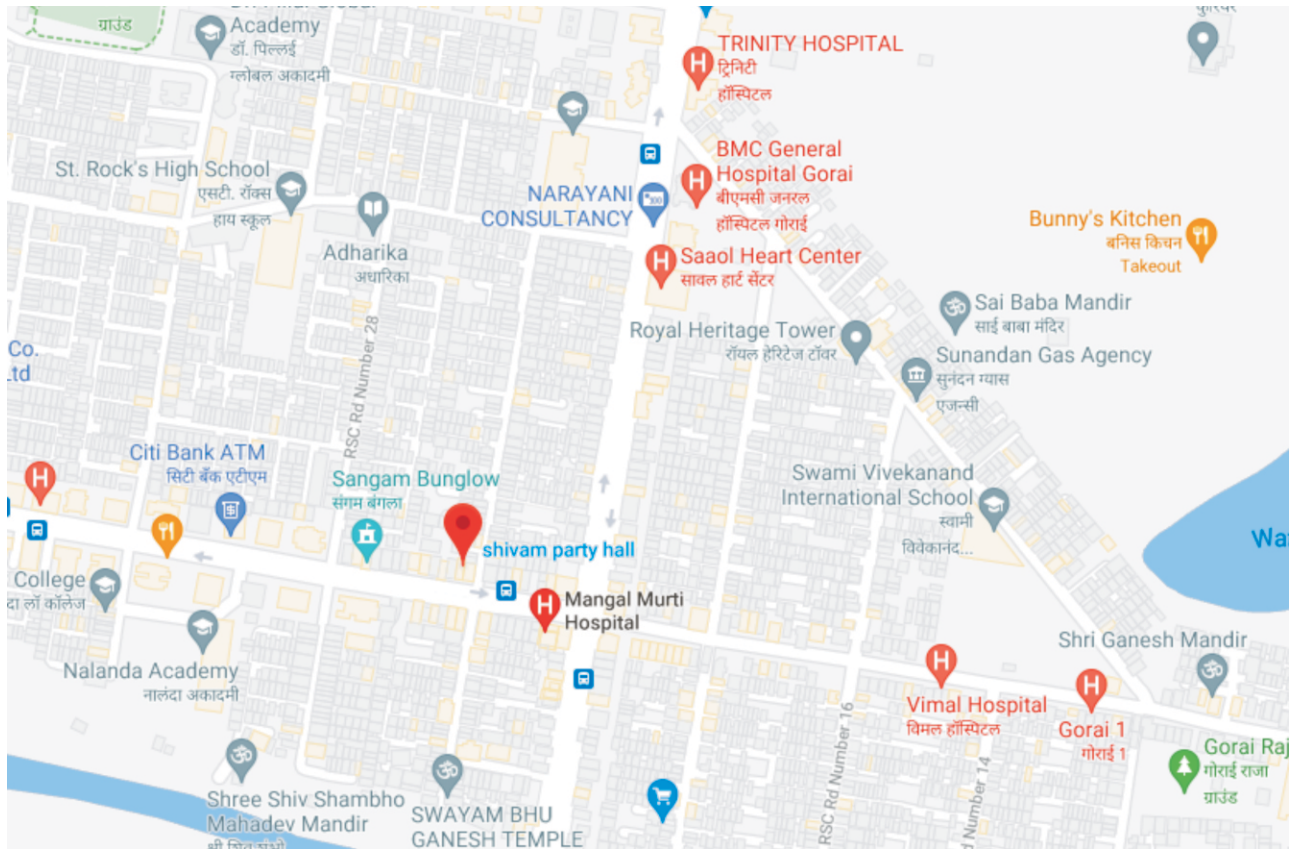 ग्राउंड
Academy
डॉ. पिल्लई
ग्लोबल अकादमी
कुरियर
TRINITY HOSPITAL
ट्रिनिटी
हॉस्पिटल
BMC General
Hospital Gorai
बीएमसी जनरल
हॉस्पिटल गोराई
St. Rock's High School
एसटी. रॉक्स
हाय स्कूल
NARAYANI
CONSULTANCY
Adharika
अधारिका
Saaol Heart Center
सावल हार्ट सेंटर
Bunny's Kitchen
बनिस किचन
Takeout
Sai Baba Mandir
साई बाबा मंदिर
Royal Heritage Tower
रॉयल हेरिटेज टॉवर
Sunandan Gas Agency
सुनंदन ग्यास
एजन्सी
Co.
Ltd
RSC Rd Number 28
Citi Bank ATM
सिटी बँक एटीएम
Sangam Bunglow
संगम बंगला
Swami Vivekanand
International School
स्वामी
विवेकानंद...
shivam party hall
College
दा लॉ कॉलेज
Mangal Murti
Hospital
Nalanda Academy
नालंदा अकादमी
Shri Ganesh Mandir
Vimal Hospital
विमल हॉस्पिटल
Gorai 1
गोराई 1
RSC Rd Number 16
d Number 14
Gorai Raj
गोराई राजा
ग्राउंड
Shree Shiv Shambho
Mahadev Mandir
SWAYAM BHU
GANESH TEMPLE